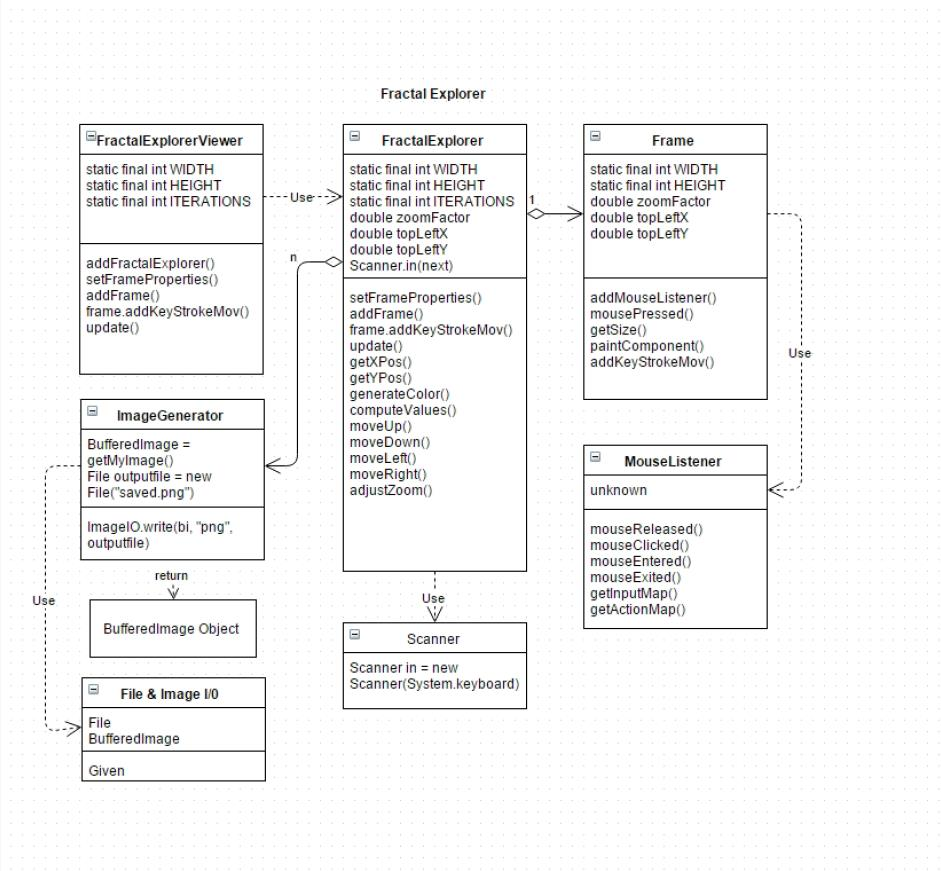 Fractal Explorer
FractalExplorerViewer
static final int WIDTH
static final int HEIGHT
static final int ITERATIONS
addFractalExplorer()
setFrameProperties()
addFrame()
frame.addKeyStrokeMov()
update()
Use
FractalExplorer
static final int WIDTH
static final int HEIGHT
static final int ITERATIONS
double zoomFactor
double topLeftX
double topLeftY
Scanner.in(next)
setFrameProperties()
addFrame()
frame.addKeyStrokeMov()
update()
getXPos()
getYPos()
generateColor()
computeValues()
moveUp()
moveDown()
moveLeft()
moveRight()
adjustZoom()
1
n
Frame
static final int WIDTH
static final int HEIGHT
double zoomFactor
double topLeftX
double topLeftY
addMouseListener()
mousePressed()
getSize()
paintComponent()
addKeyStrokeMov()
Use
ImageGenerator
BufferedImage =
getMyImage()
File outputfile = new
File("saved.png")
ImageIO.write(bi, "png",
outputfile)
return
BufferedImage Object
Use
File & Image I/0
File
BufferedImage
Given
Use
Scanner
Scanner in = new
Scanner(System.keyboard)
MouseListener
unknown
mouseReleased()
mouseClicked()
mouseEntered()
mouseExited()
getInputMap()
getActionMap()